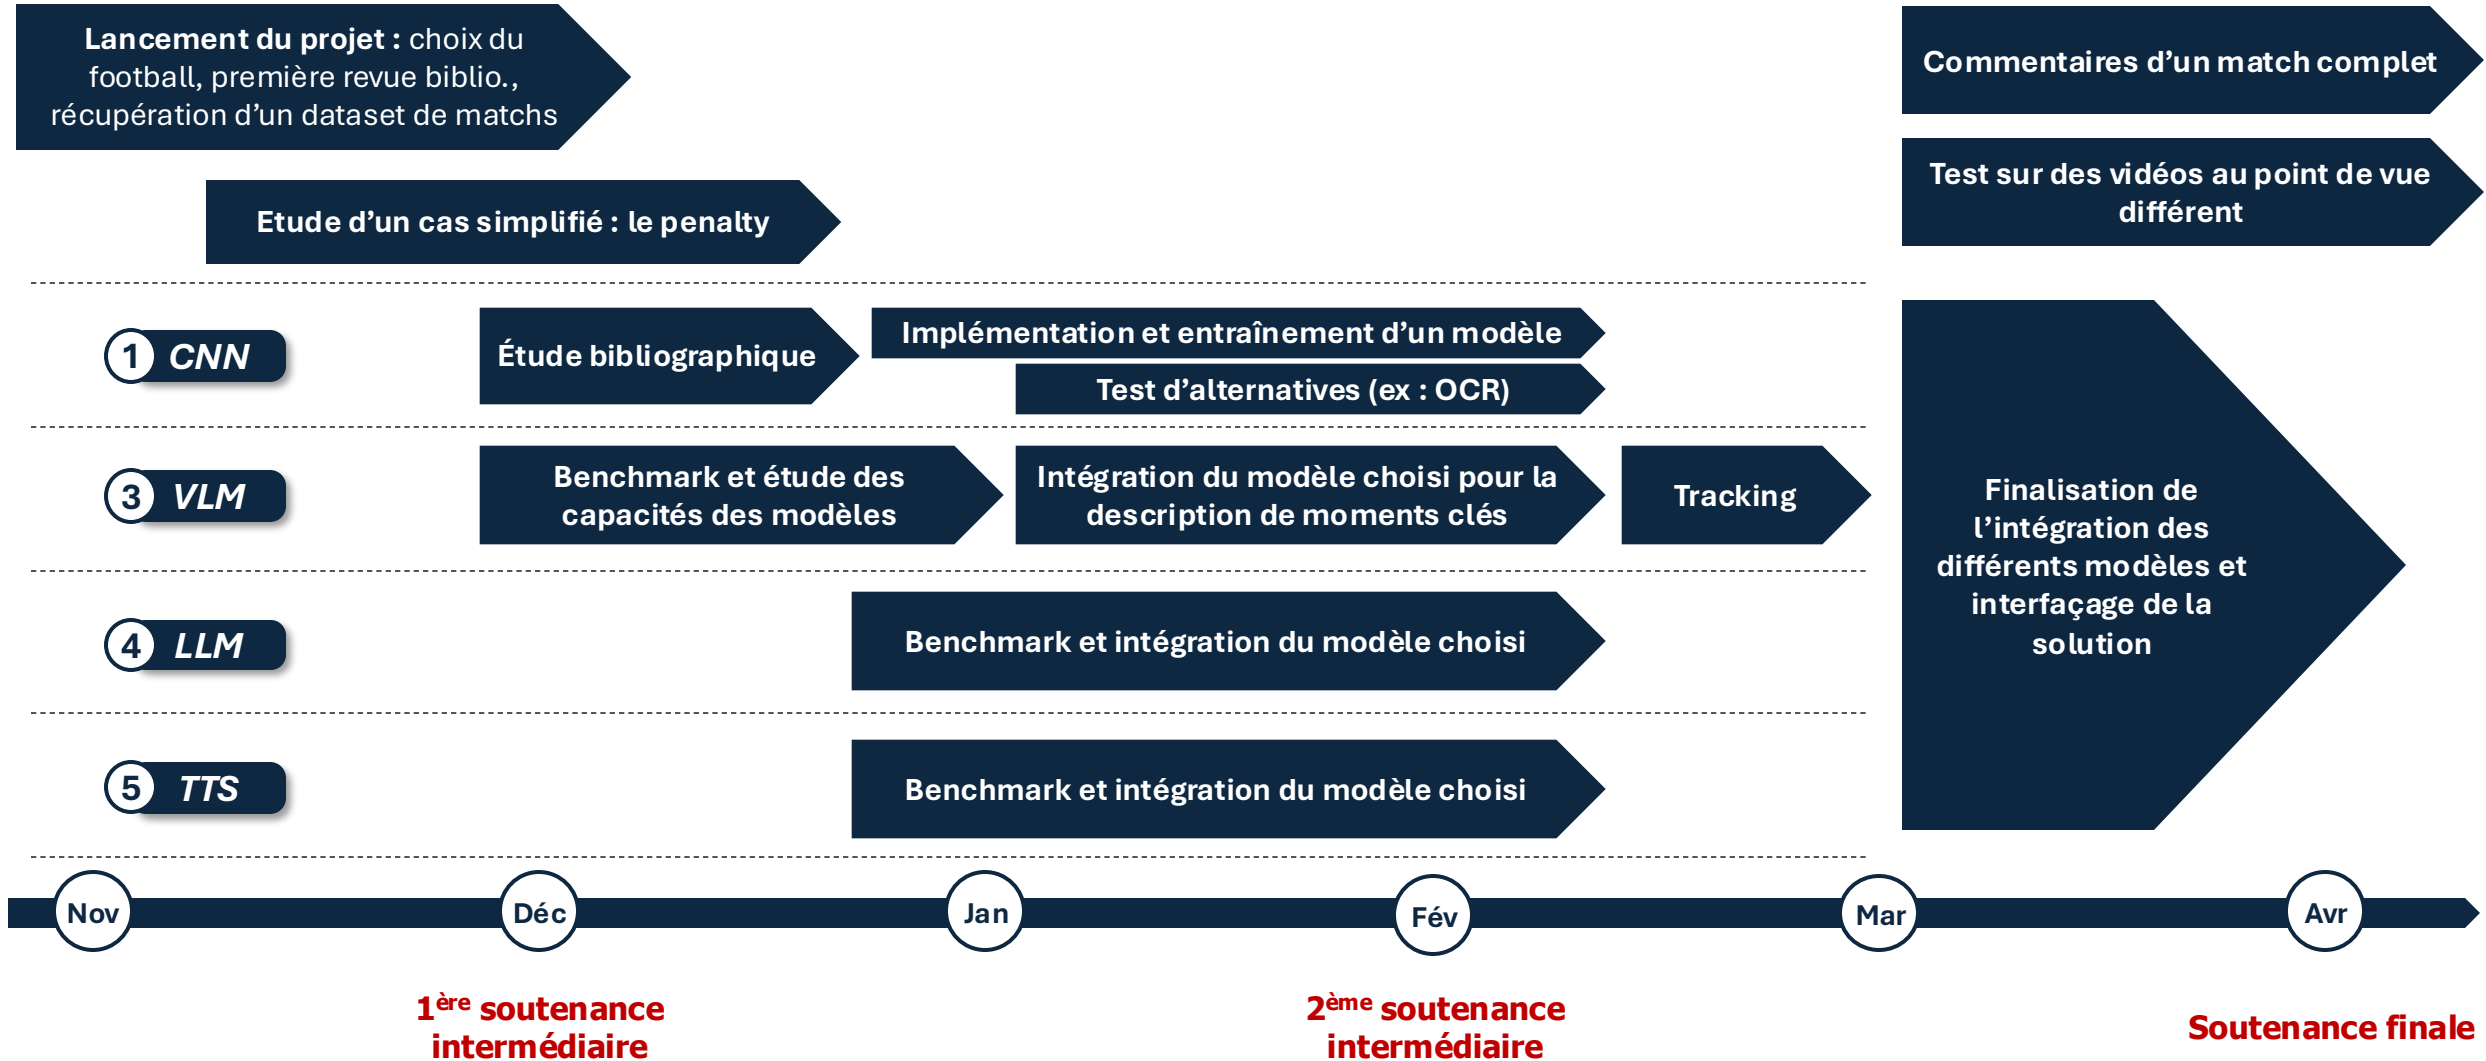 Lancement du projet : choix du
football, première revue biblio.,
récupération d’un dataset de matchs
Commentaires d’un match complet
Test sur des vidéos au point de vue
différent
Etude d’un cas simplifié : le penalty
1 CNN
Étude bibliographique
Implémentation et entraînement d’un modèle
Test d’alternatives (ex : OCR)
3 VLM
Benchmark et étude des
capacités des modèles
Intégration du modèle choisi pour la
description de moments clés
Tracking
Finalisation de
l’intégration des
différents modèles et
interfaçage de la
solution
4 LLM
Benchmark et intégration du modèle choisi
5 TTS
Benchmark et intégration du modèle choisi
Nov
Déc
Jan
Fév
Mar
Avr
1ère soutenance
intermédiaire
2ème soutenance
intermédiaire
Soutenance finale